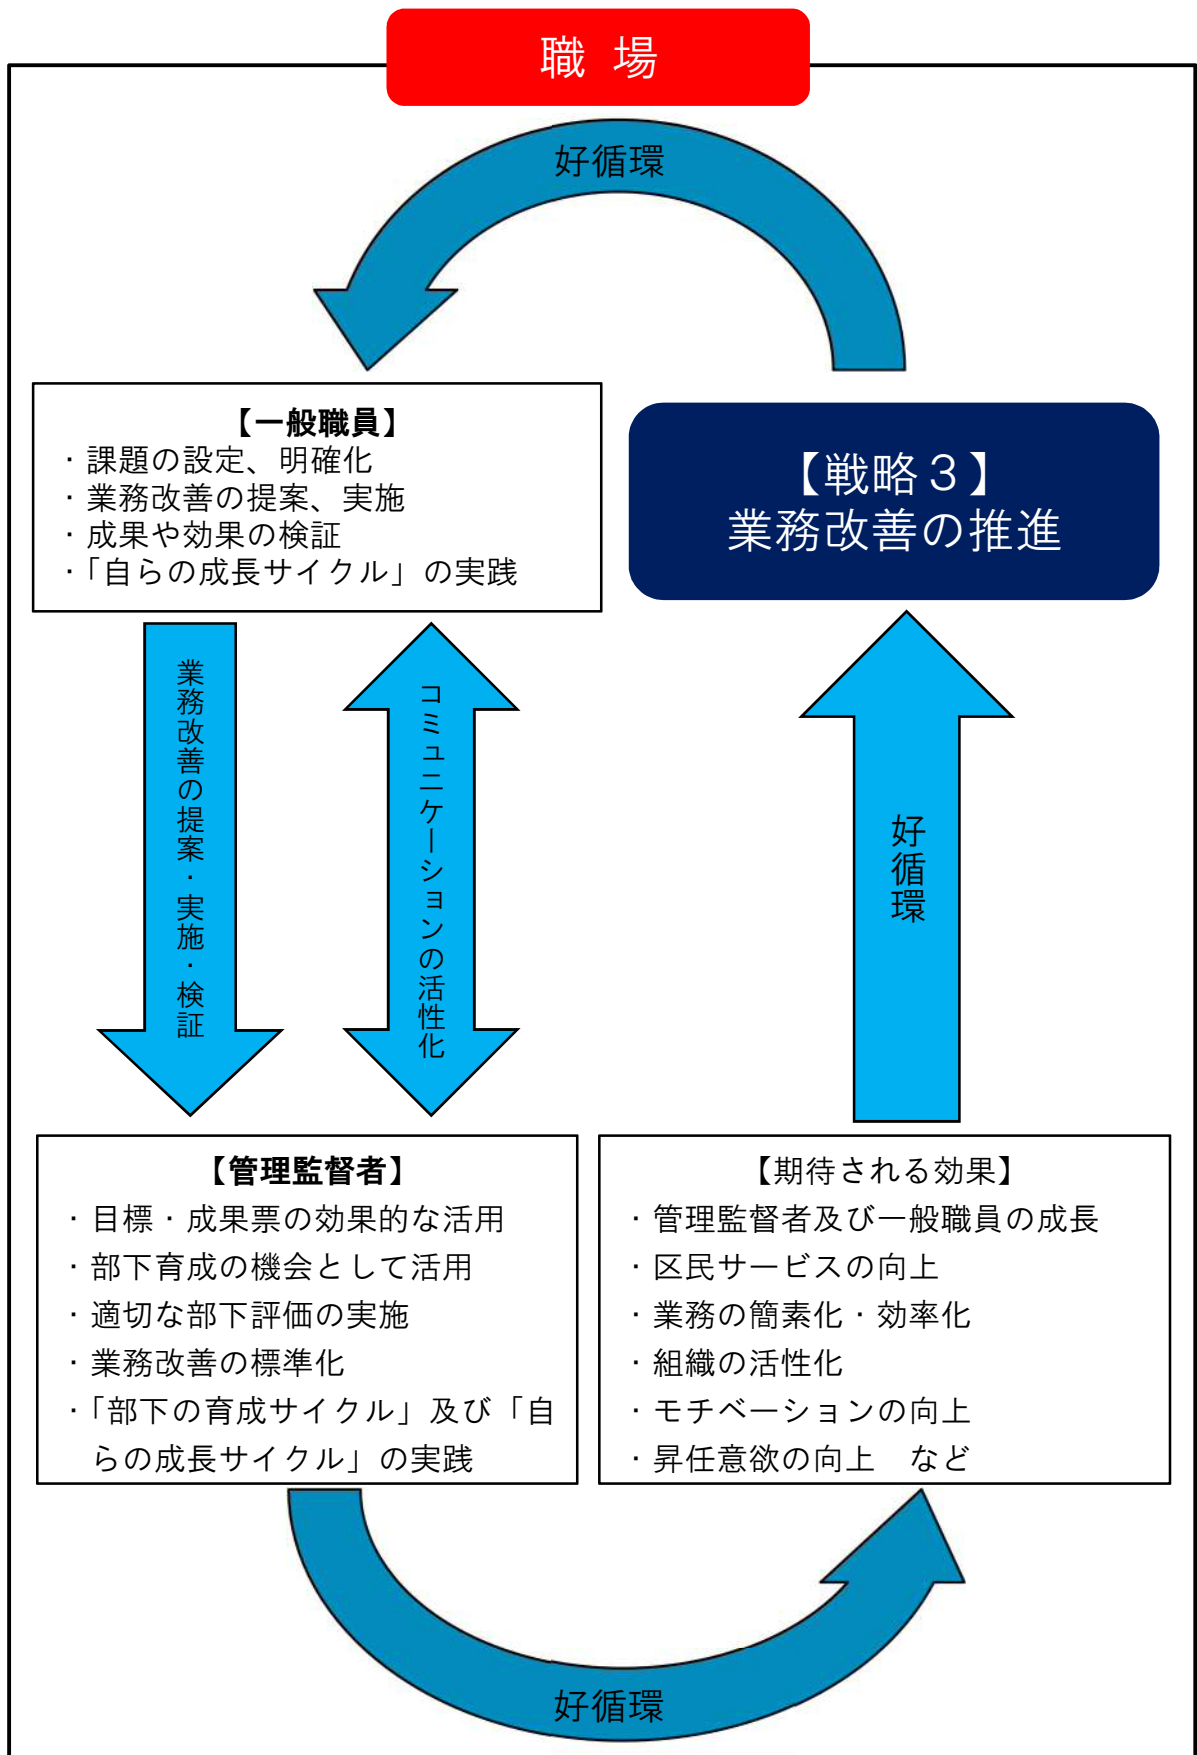 職 場
好循環
【一般職員】
・課題の設定、明確化
・業務改善の提案、実施
・成果や効果の検証
・「自らの成長サイクル」の実践
【戦略３】
業務改善の推進
業務改善の提案・実施・検証
コミュニケーションの活性化
好循環
【管理監督者】
・目標・成果票の効果的な活用
・部下育成の機会として活用
・適切な部下評価の実施
・業務改善の標準化
・「部下の育成サイクル」及び「自
らの成長サイクル」の実践
【期待される効果】
・管理監督者及び一般職員の成長
・区民サービスの向上
・業務の簡素化・効率化
・組織の活性化
・モチベーションの向上
・昇任意欲の向上　など
好循環